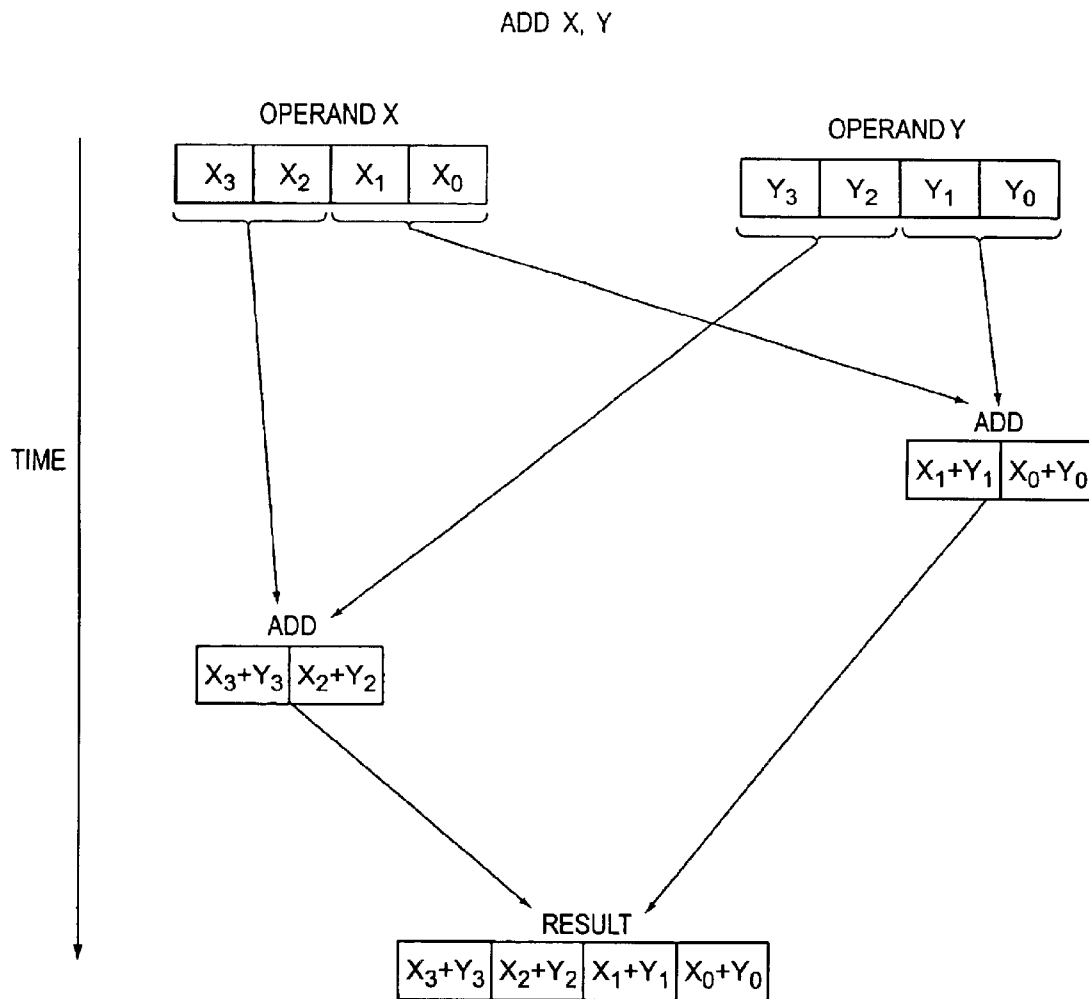 ADD X, Y
OPERAND X
OPERAND Y
X₃ X₂ X₁ X₀
Y₃ Y₂ Y₁ Y₀
TIME
ADD
X₁+Y₁ X₀+Y₀
ADD
X₃+Y₃ X₂+Y₂
RESULT
X₃+Y₃ X₂+Y₂ X₁+Y₁ X₀+Y₀